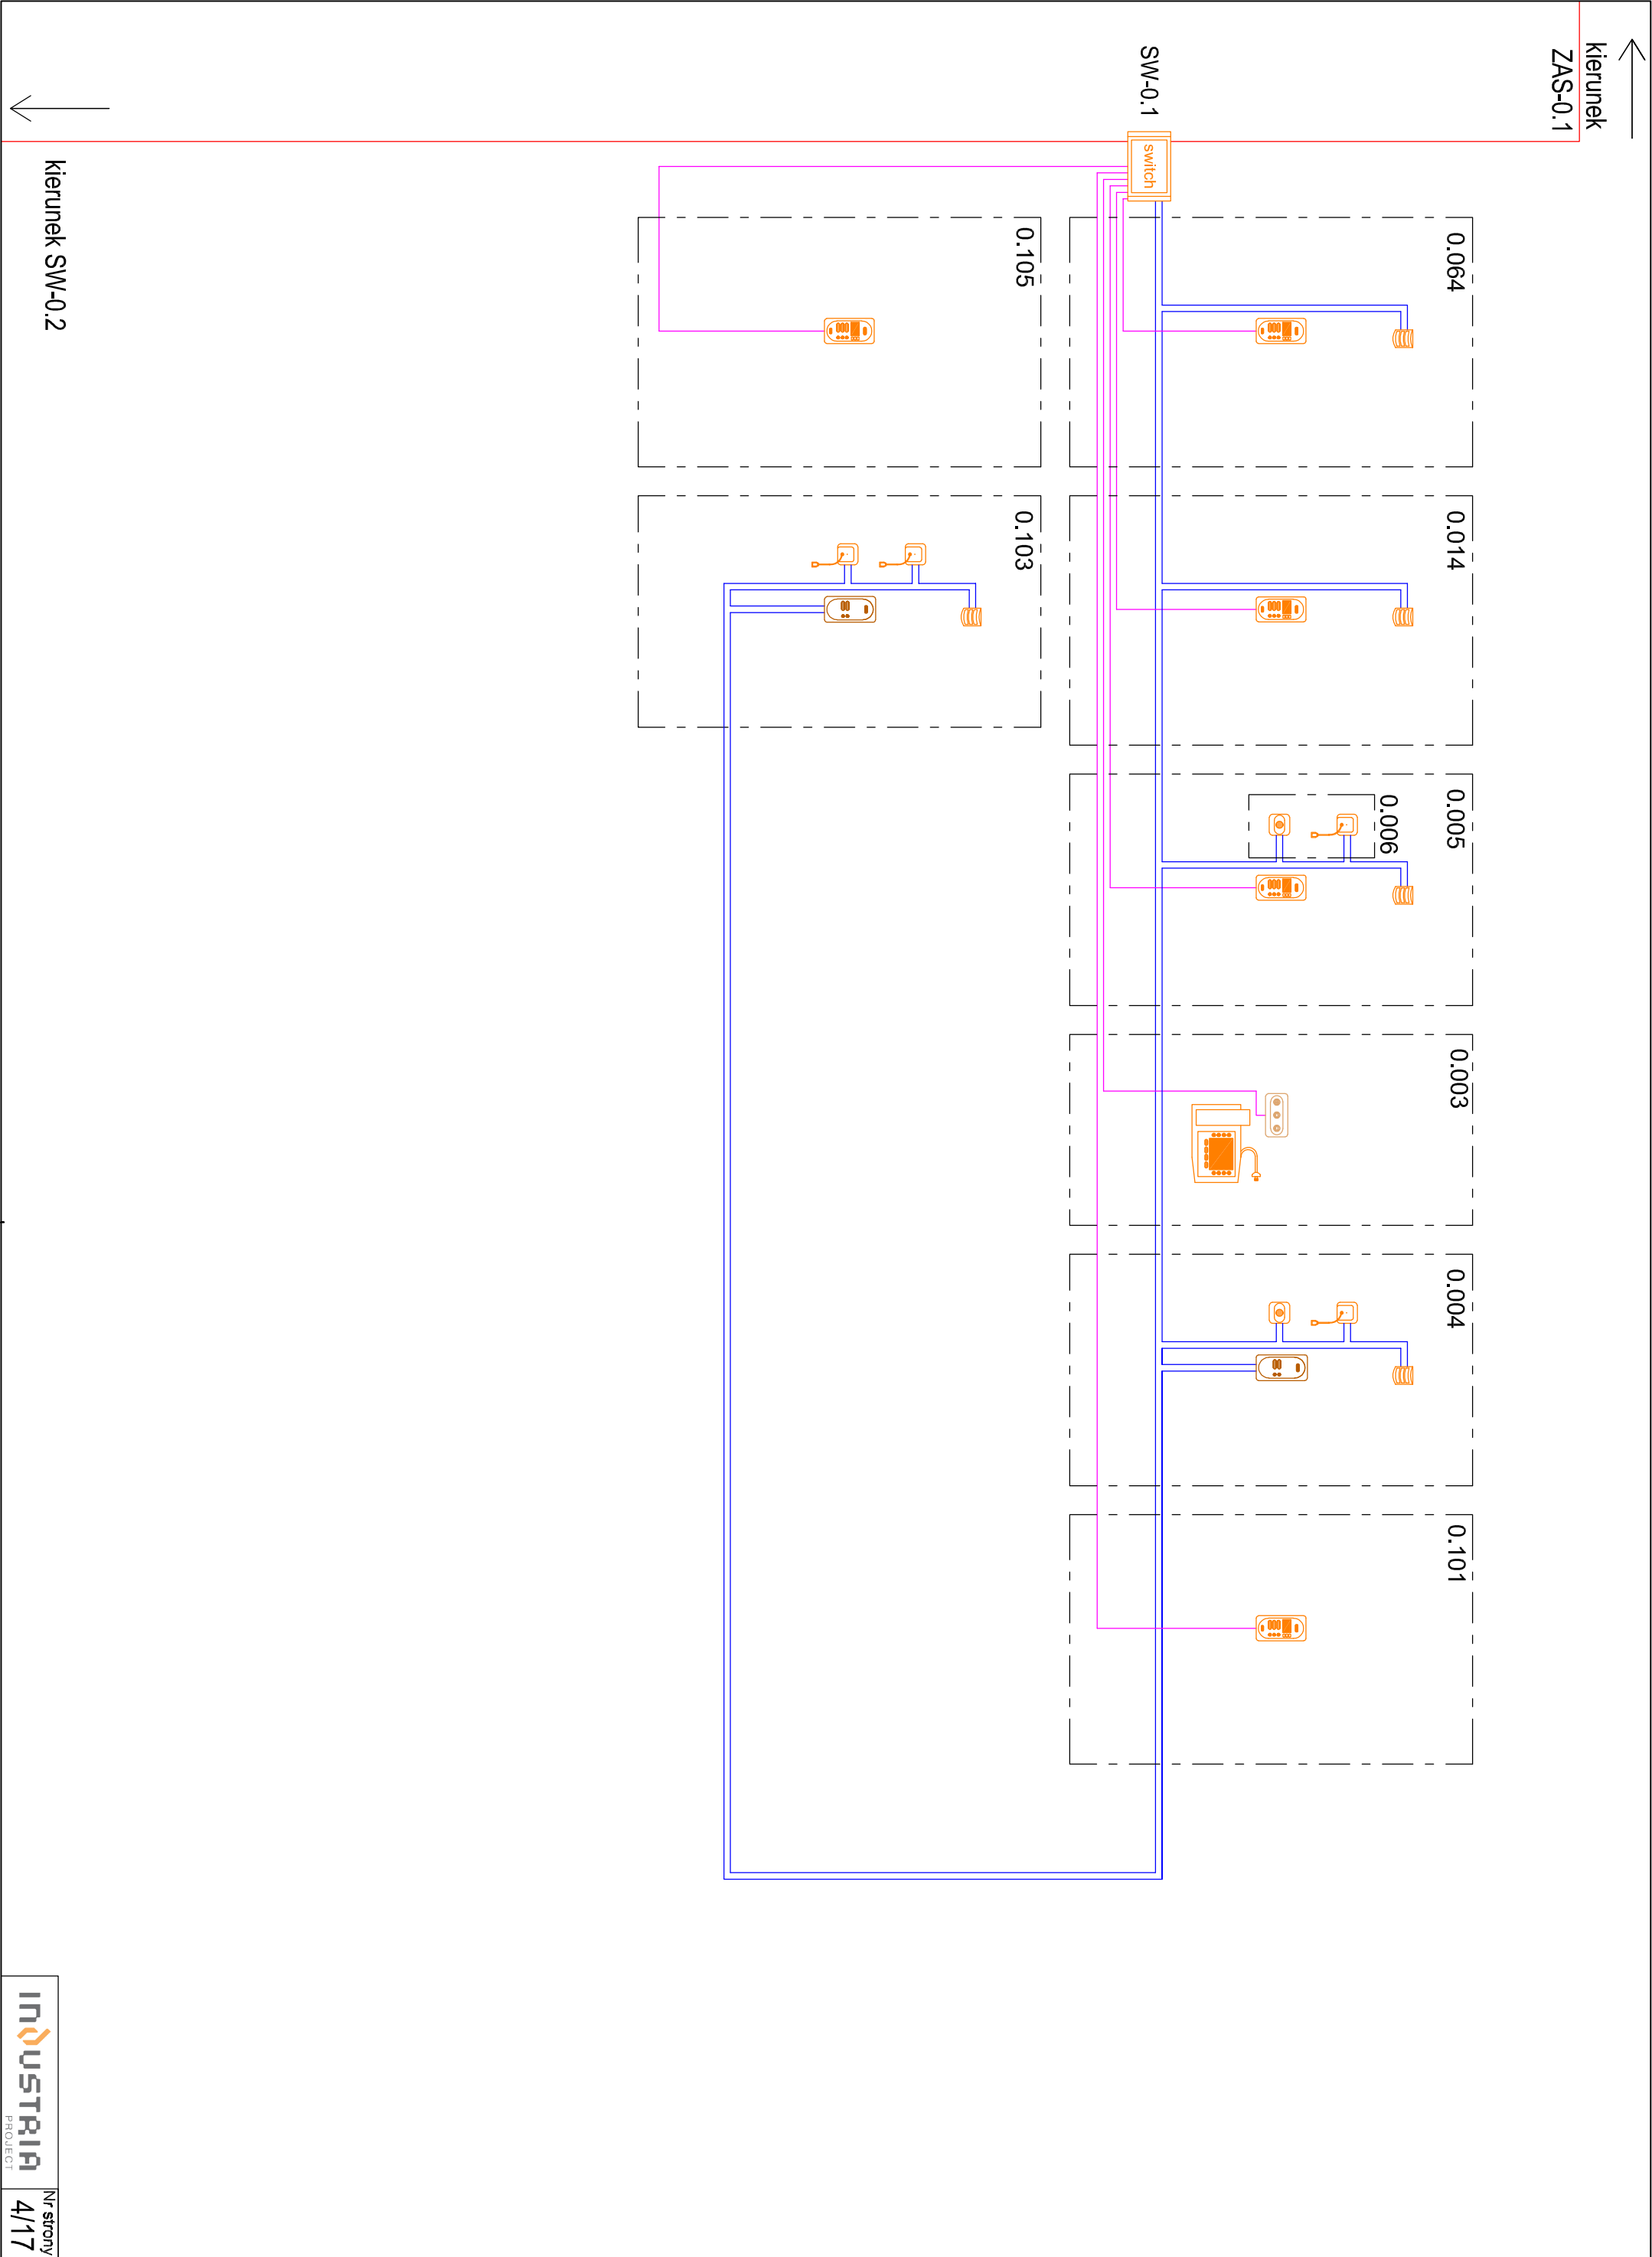 kierunek
ZAS-0.1
SW-0.1
switch
0.064
0.014
0.005
0.006
0.003
0.004
0.101
0.105
0.103
kierunek SW-0.2
INDUSTRIA
PROJECT
Nr strony
4/17